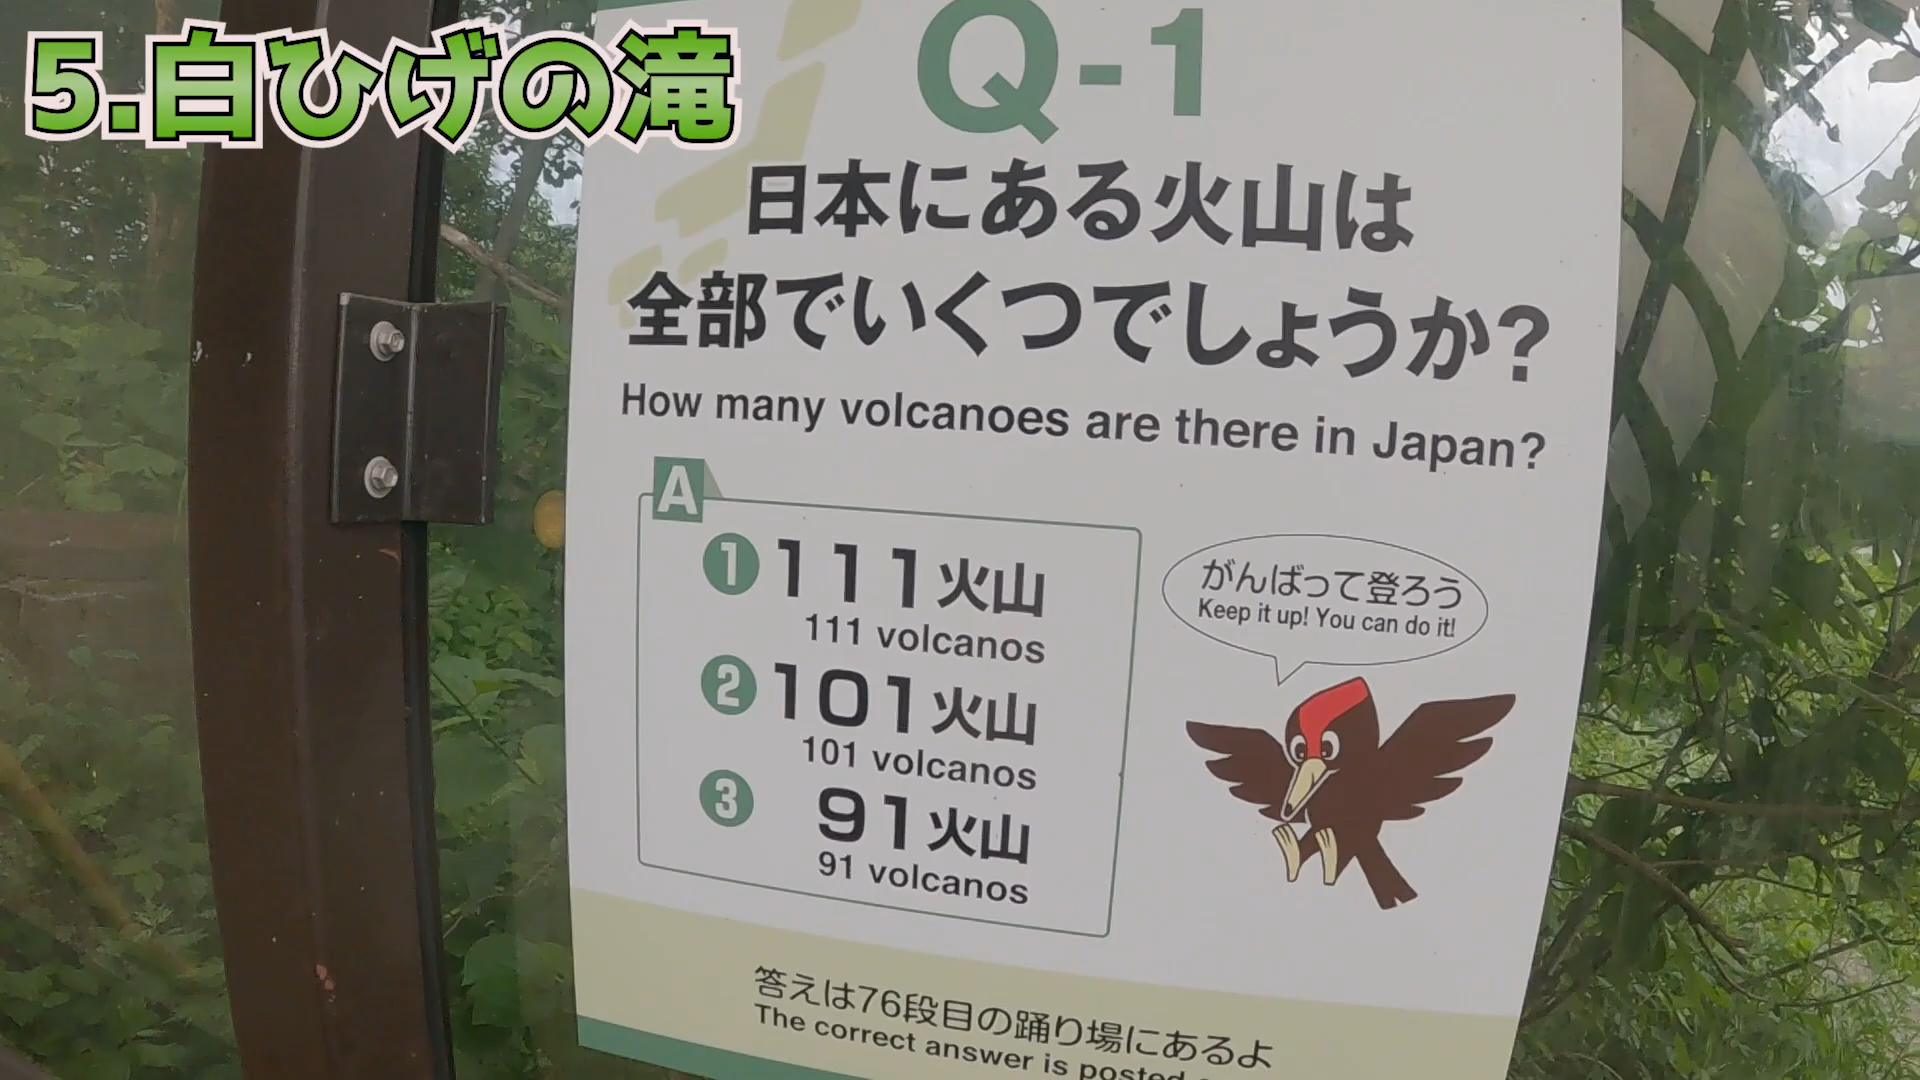 5.白ひげの滝
Q-1
日本にある火山は
全部でいくつでしょうか?
How many volcanoes are there in Japan?
A
1 111火山
111 volcanos
2 101火山
101 volcanos
3 91火山
91 volcanos
がんばって登ろう
Keep it up! You can do it!
答えは76段目の踊り場にあるよ
The correct answer is posted